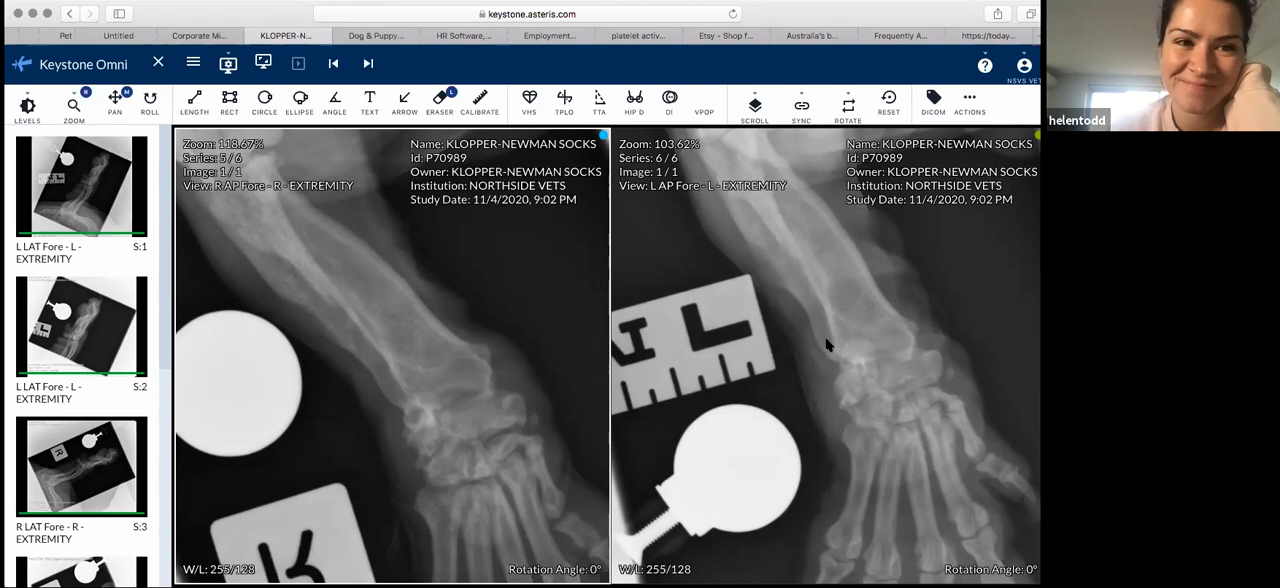 keystone.asteris.com
Pet
Untitled
Corporate Mi...
KLOPPER-N...
Dog & Puppy...
HR Software,...
Employment...
platelet activ...
Etsy - Shop f...
Australia's b...
Frequently A...
https://today...
Keystone Omni
NSVS VET
LEVELS
R
ZOOM
M
PAN
ROLL
LENGTH
RECT
CIRCLE
ELLIPSE
ANGLE
T
TEXT
ARROW
L
ERASER
CALIBRATE
VHS
TPLO
TTA
HIP D
DI
VPOP
SCROLL
SYNC
ROTATE
RESET
DICOM
ACTIONS
L LAT Fore - L -
EXTREMITY
S:1
L LAT Fore - L -
EXTREMITY
S:2
R LAT Fore - R -
EXTREMITY
S:3
Zoom: 118.67%
Series: 5 / 6
Image: 1 / 1
View: R AP Fore - R - EXTREMITY
Name: KLOPPER-NEWMAN SOCKS
Id: P70989
Owner: KLOPPER-NEWMAN SOCKS
Institution: NORTHSIDE VETS
Study Date: 11/4/2020, 9:02 PM
R
W/L: 255/128
Rotation Angle: 0°
Zoom: 103.62%
Series: 6 / 6
Image: 1 / 1
View: L AP Fore - L - EXTREMITY
Name: KLOPPER-NEWMAN SOCKS
Id: P70989
Owner: KLOPPER-NEWMAN SOCKS
Institution: NORTHSIDE VETS
Study Date: 11/4/2020, 9:02 PM
L
W/L: 255/128
Rotation Angle: 0°
helentodd